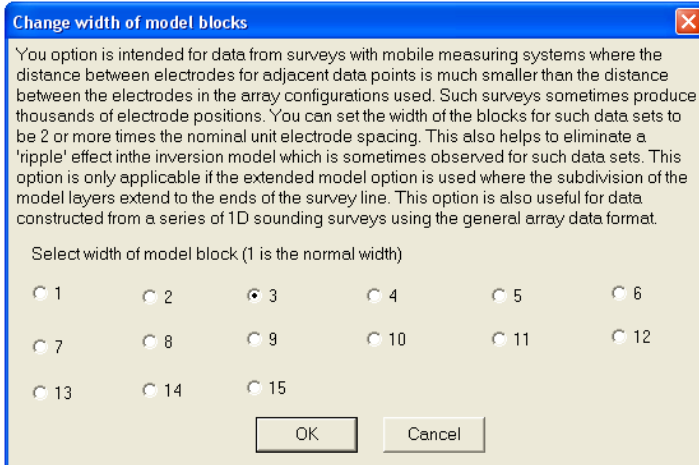 Change width of model blocks
You option is intended for data from surveys with mobile measuring systems where the
distance between electrodes for adjacent data points is much smaller than the distance
between the electrodes in the array configurations used. Such surveys sometimes produce
thousands of electrode positions. You can set the width of the blocks for such data sets to
be 2 or more times the nominal unit electrode spacing. This also helps to eliminate a
'ripple' effect inthe inversion model which is sometimes observed for such data sets. This
option is only applicable if the extended model option is used where the subdivision of the
model layers extend to the ends of the survey line. This option is also useful for data
constructed from a series of 1D sounding surveys using the general array data format.
Select width of model block (1 is the normal width)
1 2 3 4 5 6
7 8 9 10 11 12
13 14 15
OK Cancel